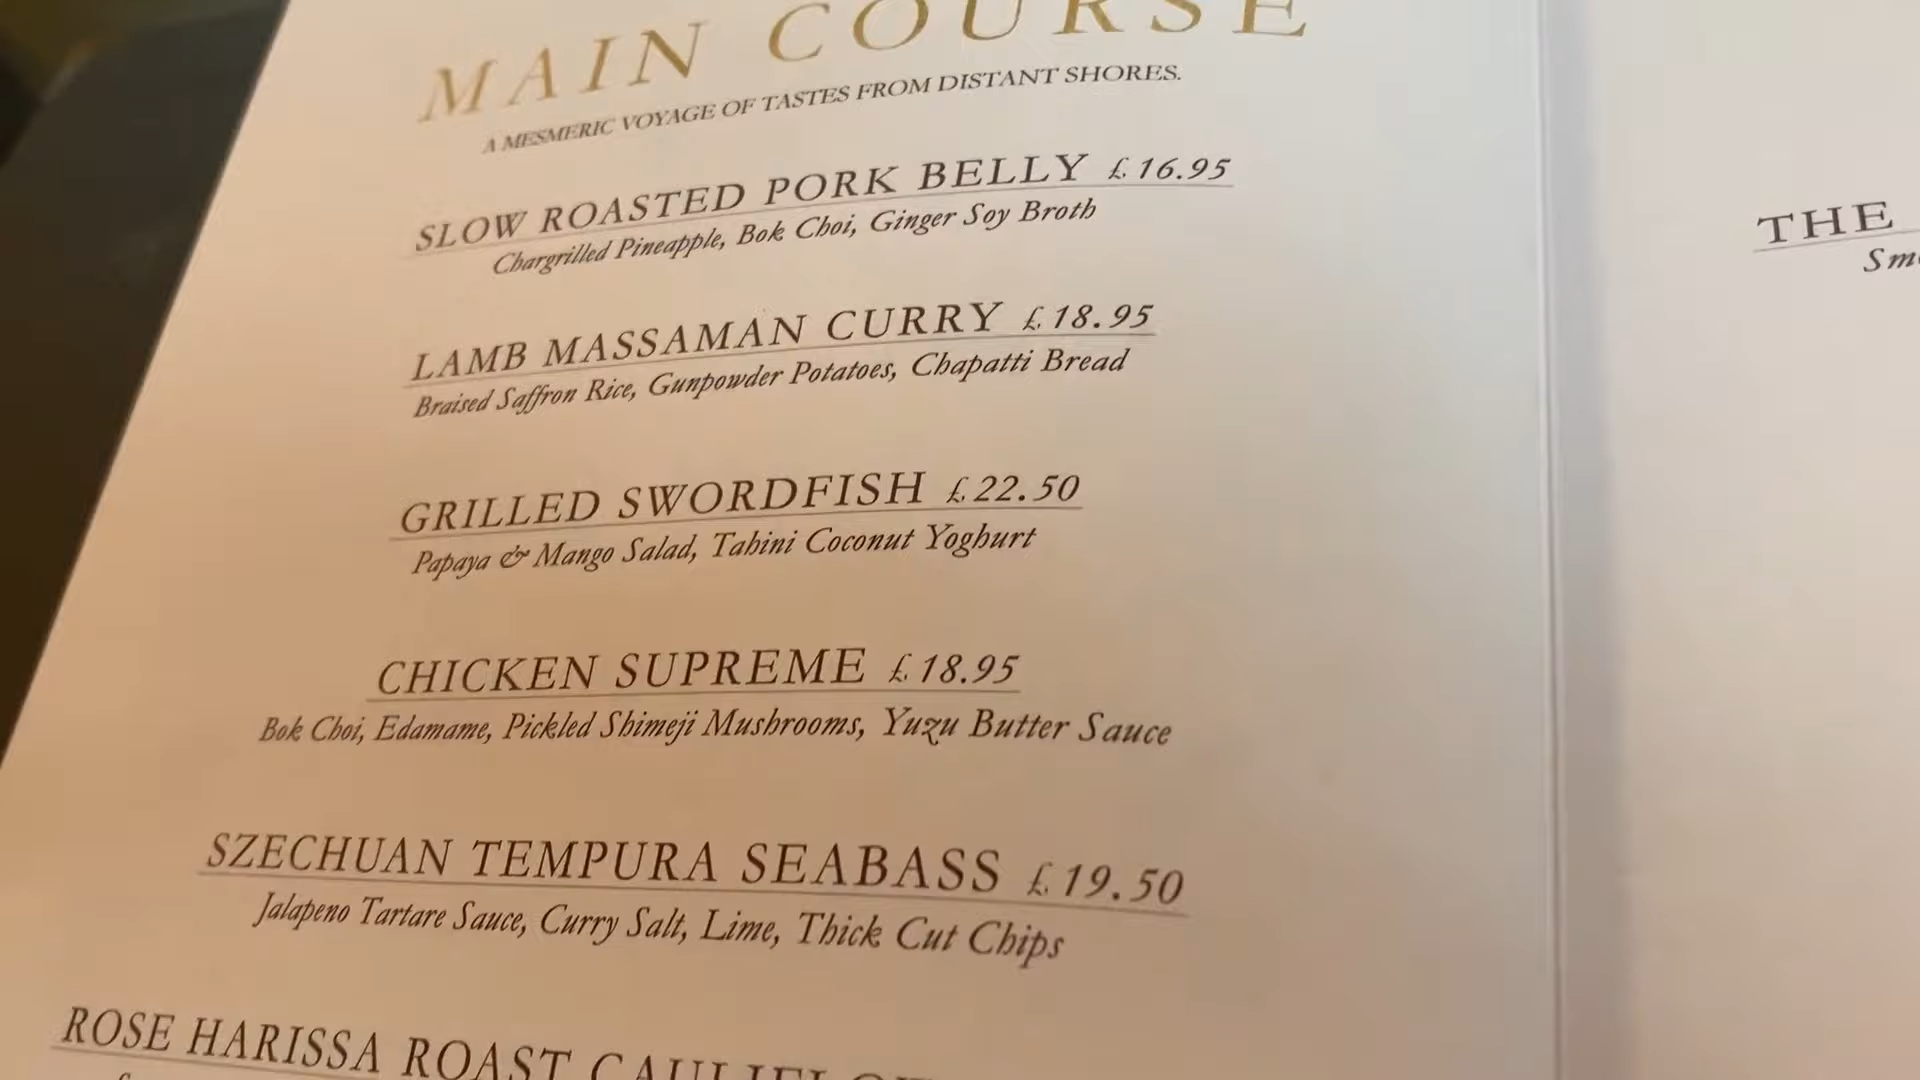 MAIN COURSE
A MESMERIC VOYAGE OF TASTES FROM DISTANT SHORES.
SLOW ROASTED PORK BELLY £16.95
Chargrilled Pineapple, Bok Choi, Ginger Soy Broth
LAMB MASSAMAN CURRY £18.95
Braised Saffron Rice, Gunpowder Potatoes, Chapatti Bread
GRILLED SWORDFISH £22.50
Papaya & Mango Salad, Tahini Coconut Yoghurt
CHICKEN SUPREME £18.95
Bok Choi, Edamame, Pickled Shimeji Mushrooms, Yuzu Butter Sauce
SZECHUAN TEMPURA SEABASS £19.50
Jalapeno Tartare Sauce, Curry Salt, Lime, Thick Cut Chips
ROSE HARISSA ROAST
THE